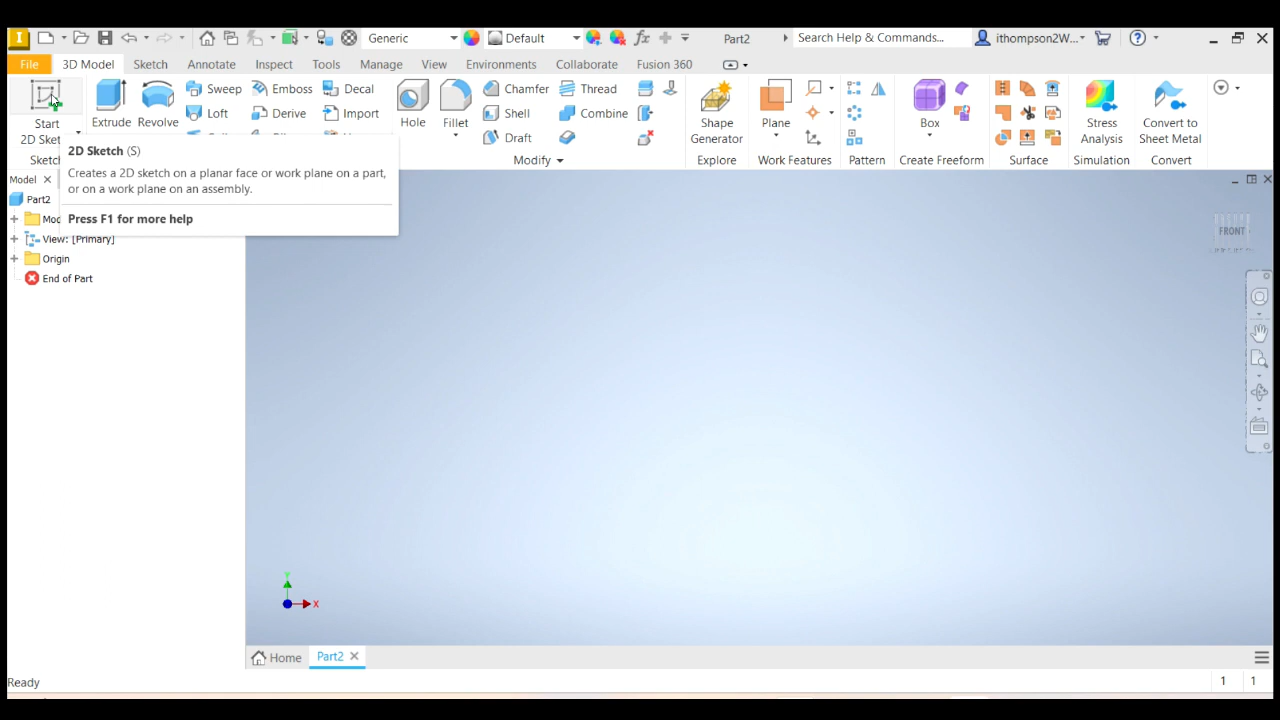 I
Generic
Default
fx
Part2
Search Help & Commands...
ithompson2W...
File
3D Model
Sketch
Annotate
Inspect
Tools
Manage
View
Environments
Collaborate
Fusion 360
Start
2D Sket
Sketch
Extrude
Revolve
Sweep
Loft
Emboss
Derive
Decal
Import
Hole
Fillet
Chamfer
Shell
Draft
Thread
Combine
Modify
Shape
Generator
Explore
Plane
Work Features
Pattern
Box
Create Freeform
Surface
Stress
Analysis
Simulation
Convert to
Sheet Metal
Convert
2D Sketch (S)
Creates a 2D sketch on a planar face or work plane on a part,
or on a work plane on an assembly.
Press F1 for more help
Model
Part2
Mod
View: [Primary]
Origin
End of Part
FRONT
Y
X
Home
Part2
Ready
1 1